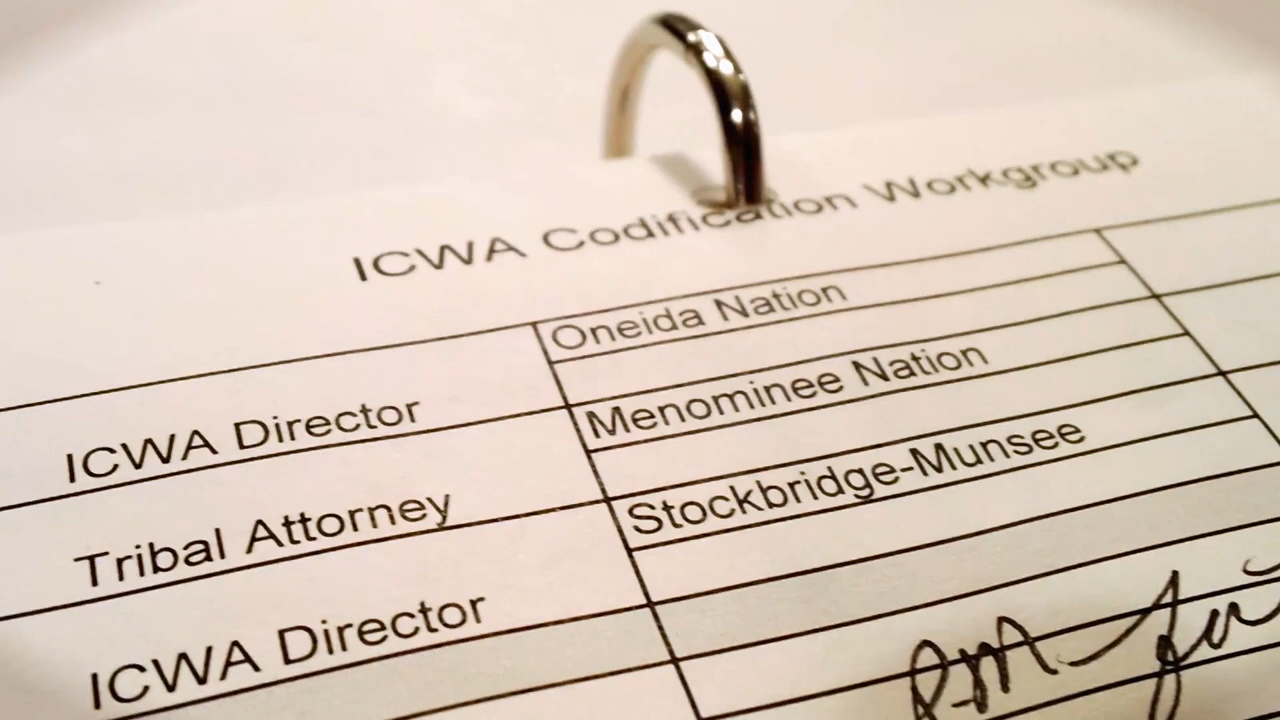 ICWA Codification Workgroup
Oneida Nation
ICWA Director
Menominee Nation
Tribal Attorney
Stockbridge-Munsee
ICWA Director